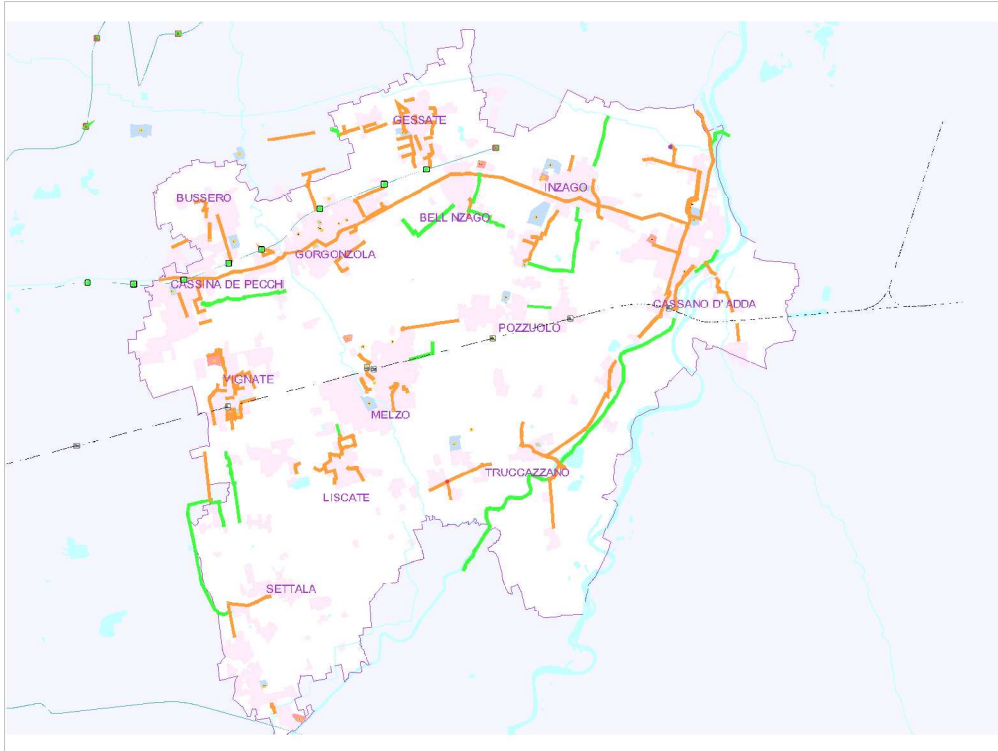 GESSATE
INZAGO
BUSSERO
BELL NZAGO
GORGONZOLA
CASSINA DE PECCHI
CASSANO D'ADDA
POZZUOLO
VIGNATE
MELZO
TRUCCAZZANO
LISCATE
SETTALA